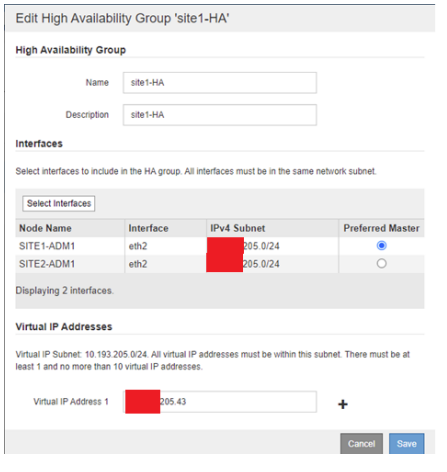 Edit High Availability Group 'site1-HA'
High Availability Group
Name site1-HA
Description site1-HA
Interfaces
Select interfaces to include in the HA group. All interfaces must be in the same network subnet.
Select Interfaces
Node Name Interface IPv4 Subnet Preferred Master
SITE1-ADM1 eth2 205.0/24
SITE2-ADM1 eth2 205.0/24
Displaying 2 interfaces.
Virtual IP Addresses
Virtual IP Subnet: 10.193.205.0/24. All virtual IP addresses must be within this subnet. There must be at
least 1 and no more than 10 virtual IP addresses.
Virtual IP Address 1 205.43 +
Cancel Save